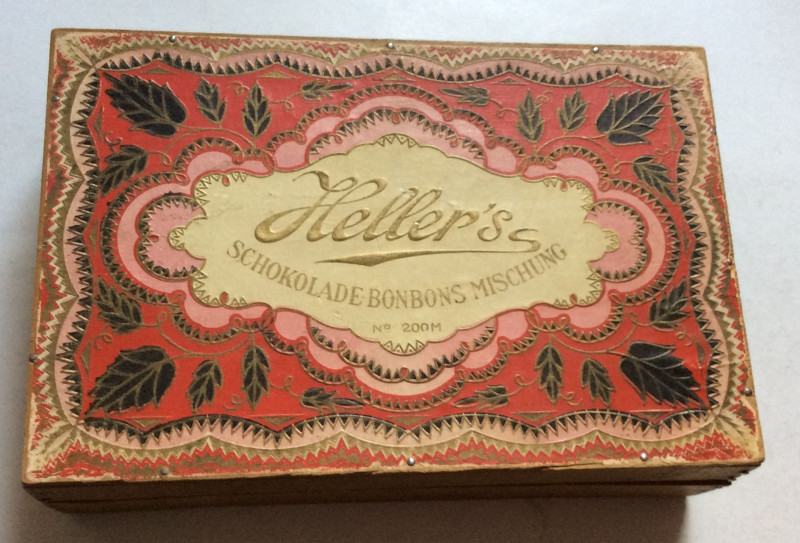 Heller's
SCHOKOLADE-BONBONS MISCHUNG
No 200M